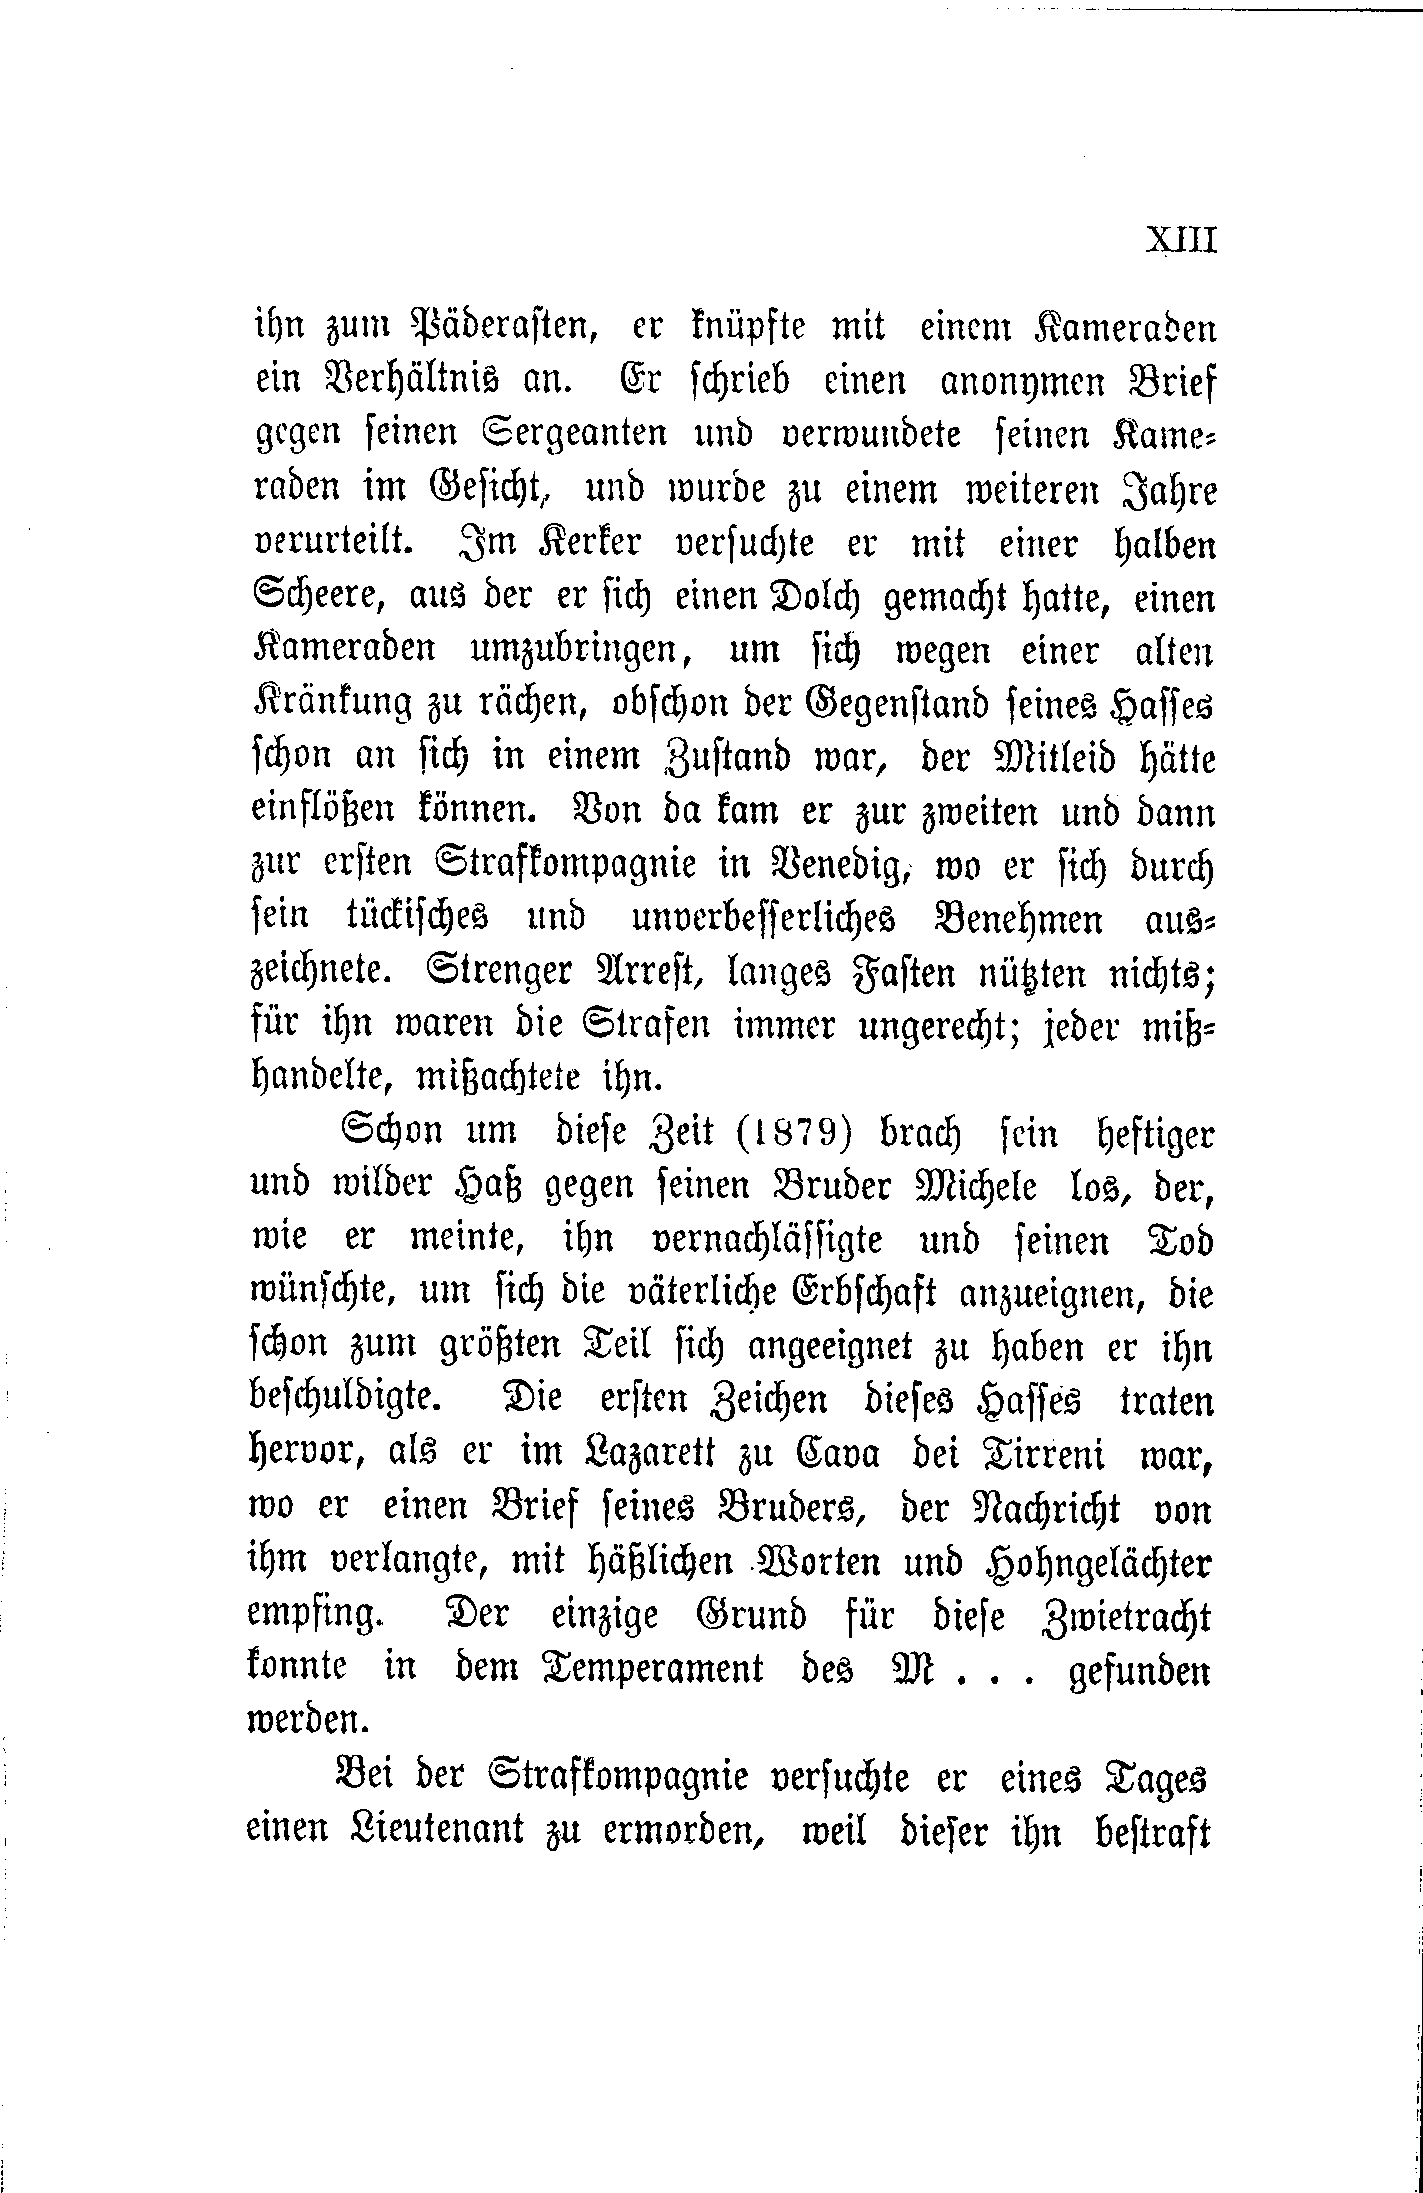 XIII
ihn zum Päderasten, er knüpfte mit einem Kameraden
ein Verhältnis an. Er schrieb einen anonymen Brief
gegen seinen Sergeanten und verwundete seinen Kame-
raden im Gesicht, und wurde zu einem weiteren Jahre
verurteilt. Im Kerker versuchte er mit einer halben
Scheere, aus der er sich einen Dolch gemacht hatte, einen
Kameraden umzubringen, um sich wegen einer alten
Kränkung zu rächen, obschon der Gegenstand seines Hasses
schon an sich in einem Zustand war, der Mitleid hätte
einflößen können. Von da kam er zur zweiten und dann
zur ersten Strafkompagnie in Venedig, wo er sich durch
sein tückisches und unverbesserliches Benehmen aus-
zeichnete. Strenger Arrest, langes Fasten nützten nichts;
für ihn waren die Strafen immer ungerecht; jeder miß-
handelte, mißachtete ihn.
Schon um diese Zeit (1879) brach sein heftiger
und wilder Haß gegen seinen Bruder Michele los, der,
wie er meinte, ihn vernachlässigte und seinen Tod
wünschte, um sich die väterliche Erbschaft anzueignen, die
schon zum größten Teil sich angeeignet zu haben er ihn
beschuldigte. Die ersten Zeichen dieses Hasses traten
hervor, als er im Lazarett zu Cava dei Tirreni war,
wo er einen Brief seines Bruders, der Nachricht von
ihm verlangte, mit häßlichen Worten und Hohngelächter
empfing. Der einzige Grund für diese Zwietracht
konnte in dem Temperament des M . . . gefunden
werden.
Bei der Strafkompagnie versuchte er eines Tages
einen Lieutenant zu ermorden, weil dieser ihn bestraft